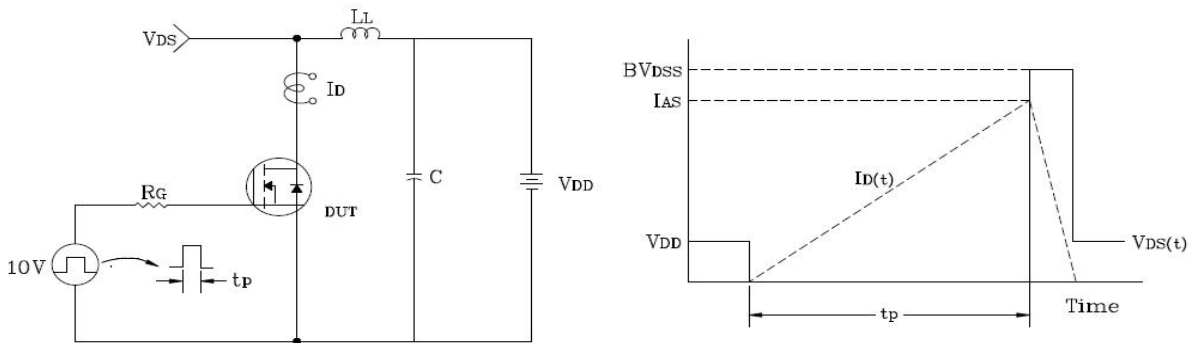 LL
VDS
ID
RG
DUT
C
VDD
10V
tp
BVDSS
IAS
ID(t)
VDD
VDS(t)
tp
Time